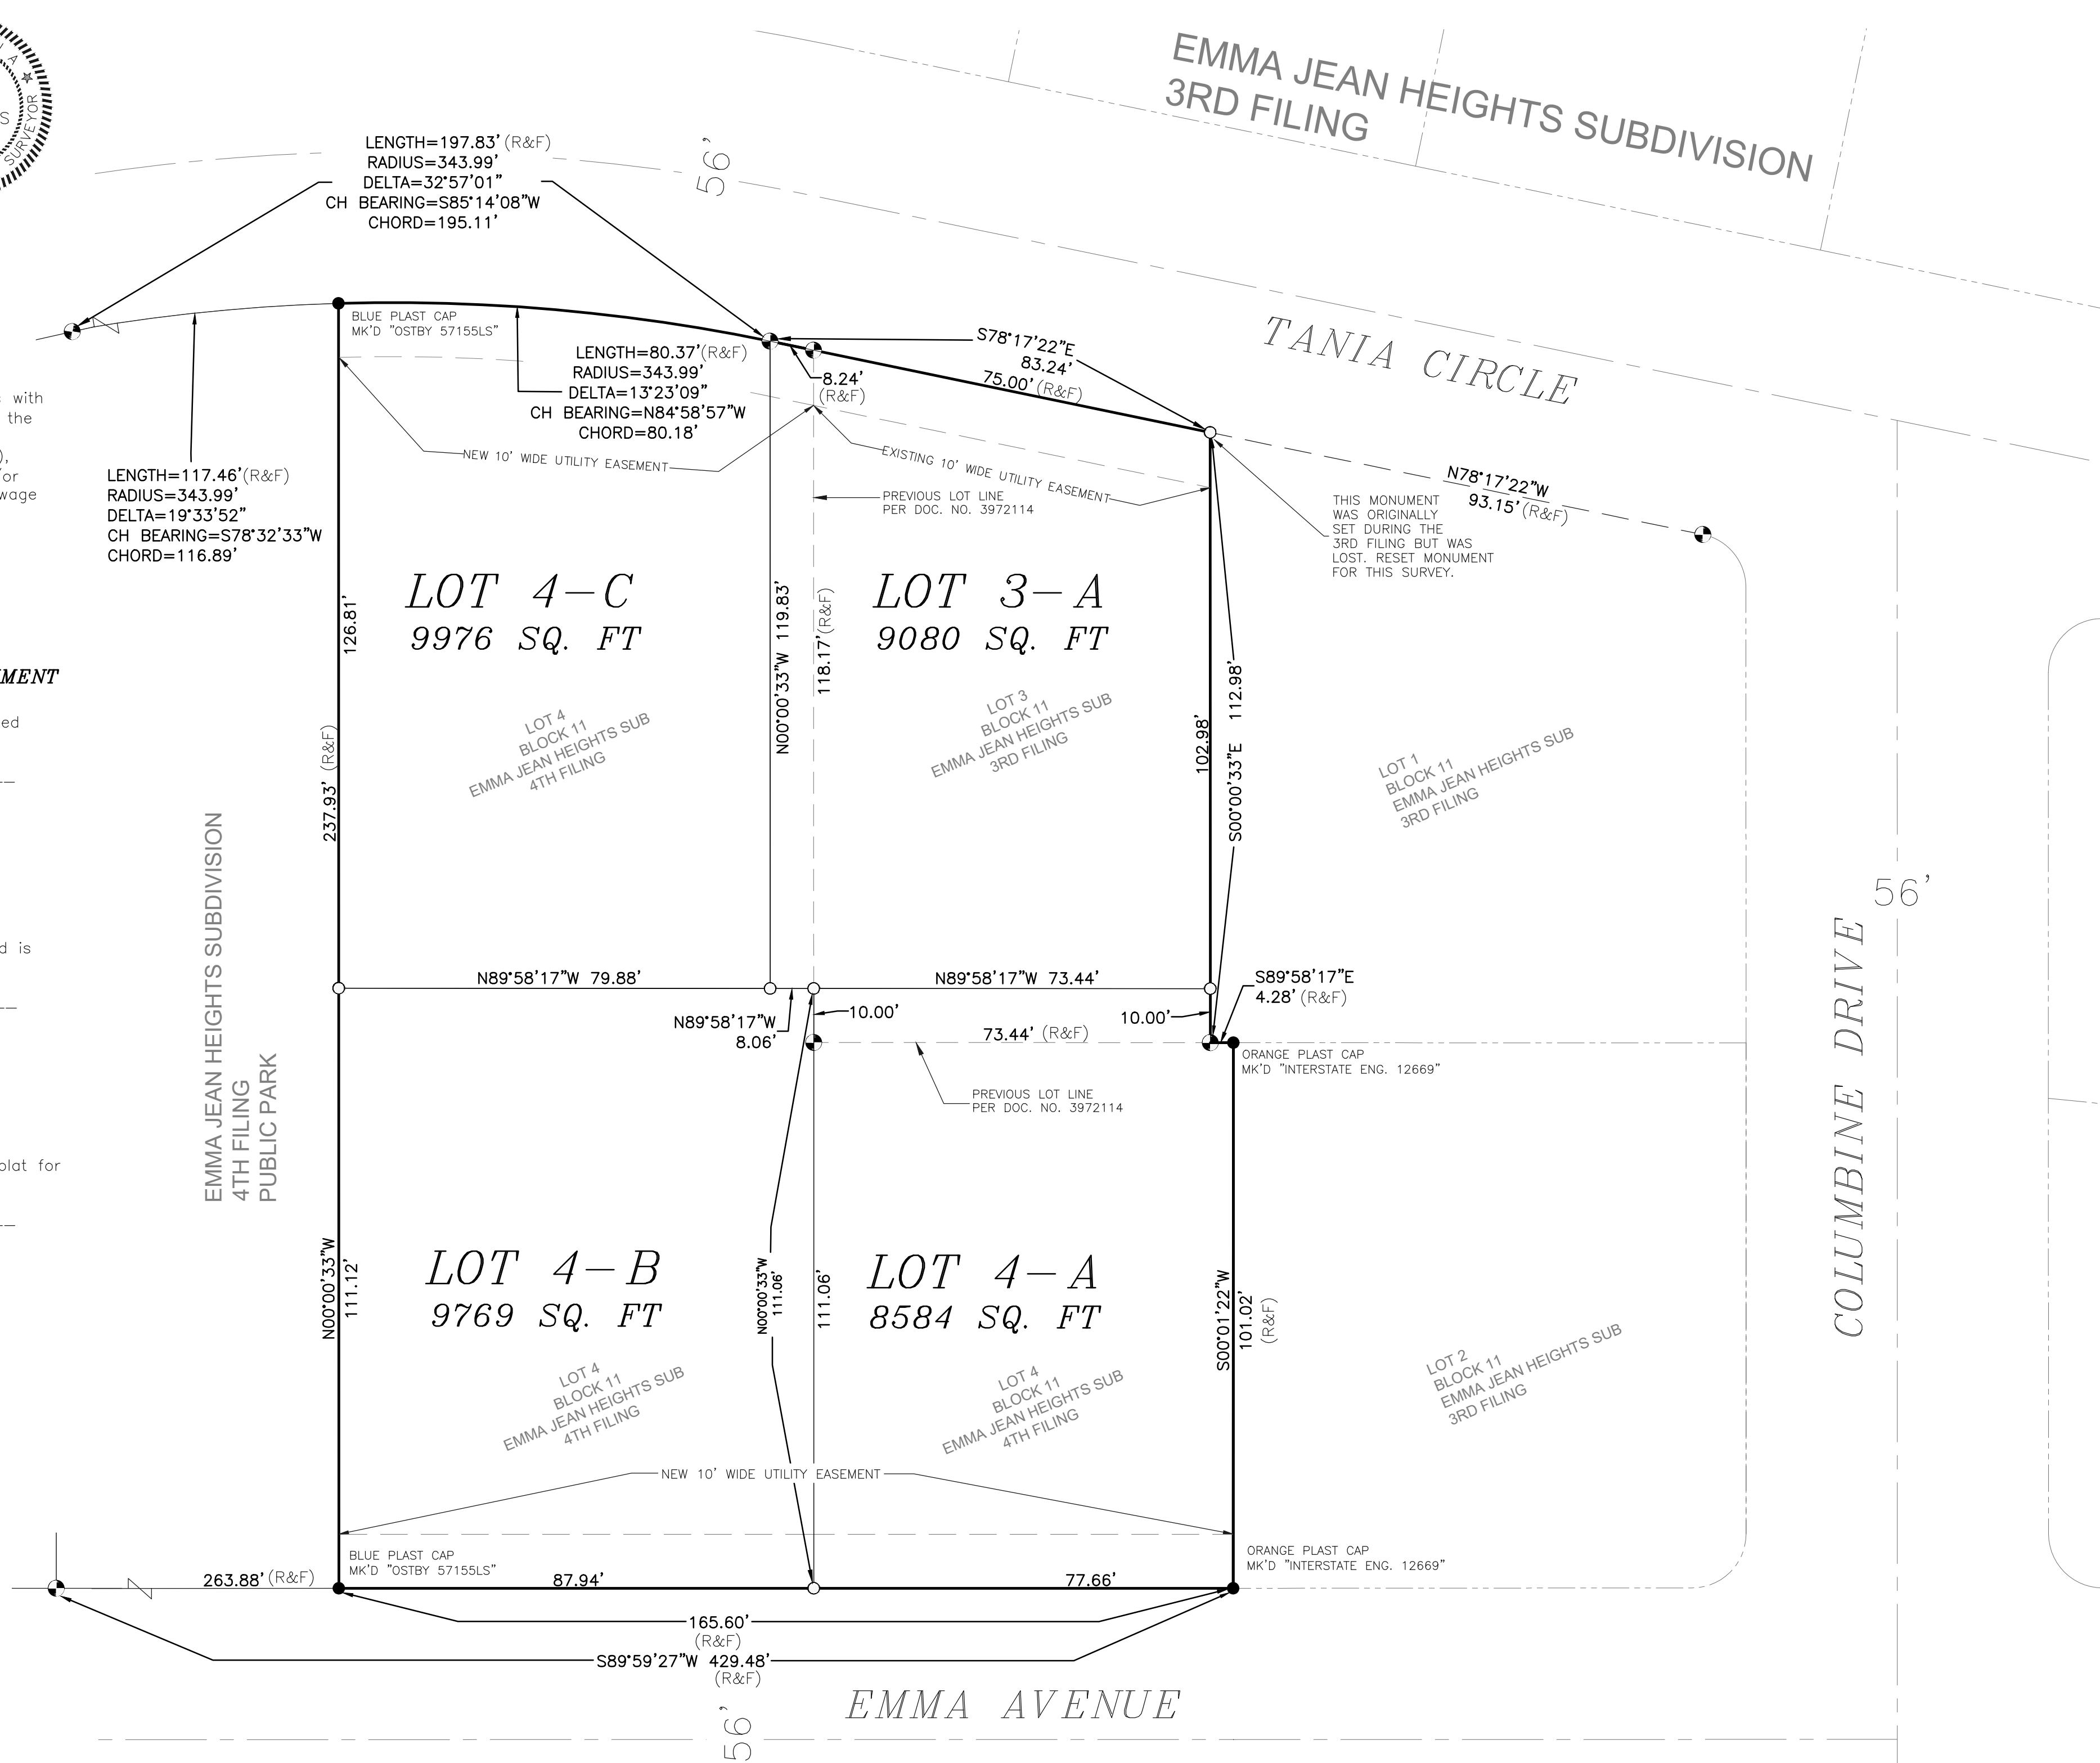 SURVEYOR
EMMA JEAN HEIGHTS SUBDIVISION
3RD FILING
LENGTH=197.83' (R&F)
RADIUS=343.99'
DELTA=32°57'01"
CH BEARING=S85°14'08"W
CHORD=195.11'
56'
TANIA CIRCLE
BLUE PLAST CAP
MK'D "OSTBY 57155LS"
LENGTH=80.37'(R&F)
RADIUS=343.99'
DELTA=13°23'09"
CH BEARING=N84°58'57"W
CHORD=80.18'
8.24'
(R&F)
S78°17'22"E
83.24'
75.00' (R&F)
NEW 10' WIDE UTILITY EASEMENT
EXISTING 10' WIDE UTILITY EASEMENT
PREVIOUS LOT LINE
PER DOC. NO. 3972114
N78°17'22"W
93.15' (R&F)
THIS MONUMENT
WAS ORIGINALLY
SET DURING THE
3RD FILING BUT WAS
LOST. RESET MONUMENT
FOR THIS SURVEY.
with
the
LENGTH=117.46'(R&F)
RADIUS=343.99'
DELTA=19°33'52"
CH BEARING=S78°32'33"W
CHORD=116.89'
LOT 4-C
9976 SQ. FT
LOT 3-A
9080 SQ. FT
126.81'
237.93' (R&F)
N00°00'33"W 119.83'
118.17'(R&F)
102.98'
S00°00'33"E 112.98'
LOT 4
BLOCK 11
EMMA JEAN HEIGHTS SUB
4TH FILING
LOT 3
BLOCK 11
EMMA JEAN HEIGHTS SUB
3RD FILING
LOT 1
BLOCK 11
EMMA JEAN HEIGHTS SUB
3RD FILING
EMMA JEAN HEIGHTS SUBDIVISION
4TH FILING
PUBLIC PARK
56'
COLUMBINE DRIVE
is
N89°58'17"W 79.88'
N89°58'17"W 73.44'
N89°58'17"W
8.06'
10.00'
10.00'
S89°58'17"E
4.28' (R&F)
73.44' (R&F)
ORANGE PLAST CAP
MK'D "INTERSTATE ENG. 12669"
PREVIOUS LOT LINE
PER DOC. NO. 3972114
for
LOT 4-B
9769 SQ. FT
LOT 4-A
8584 SQ. FT
N00°00'33"W
111.12'
N00°00'33"W
111.06'
111.06'
S00°01'22"W
101.02'
(R&F)
LOT 4
BLOCK 11
EMMA JEAN HEIGHTS SUB
4TH FILING
LOT 4
BLOCK 11
EMMA JEAN HEIGHTS SUB
4TH FILING
LOT 2
BLOCK 11
EMMA JEAN HEIGHTS SUB
3RD FILING
NEW 10' WIDE UTILITY EASEMENT
BLUE PLAST CAP
MK'D "OSTBY 57155LS"
ORANGE PLAST CAP
MK'D "INTERSTATE ENG. 12669"
263.88' (R&F)
87.94'
77.66'
165.60'
(R&F)
S89°59'27"W 429.48'
(R&F)
56'
EMMA AVENUE